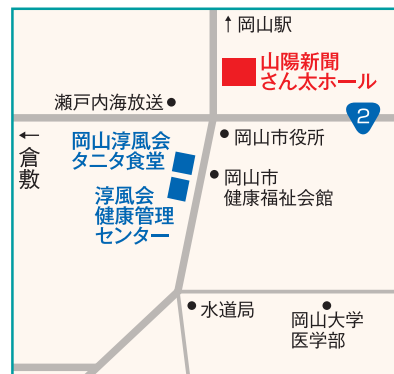 ↑岡山駅
山陽新聞
さん太ホール
瀬戸内海放送
2
←
倉敷
岡山市役所
岡山淳風会
タニタ食堂
岡山市
健康福祉会館
淳風会
健康管理
センター
水道局
岡山大学
医学部